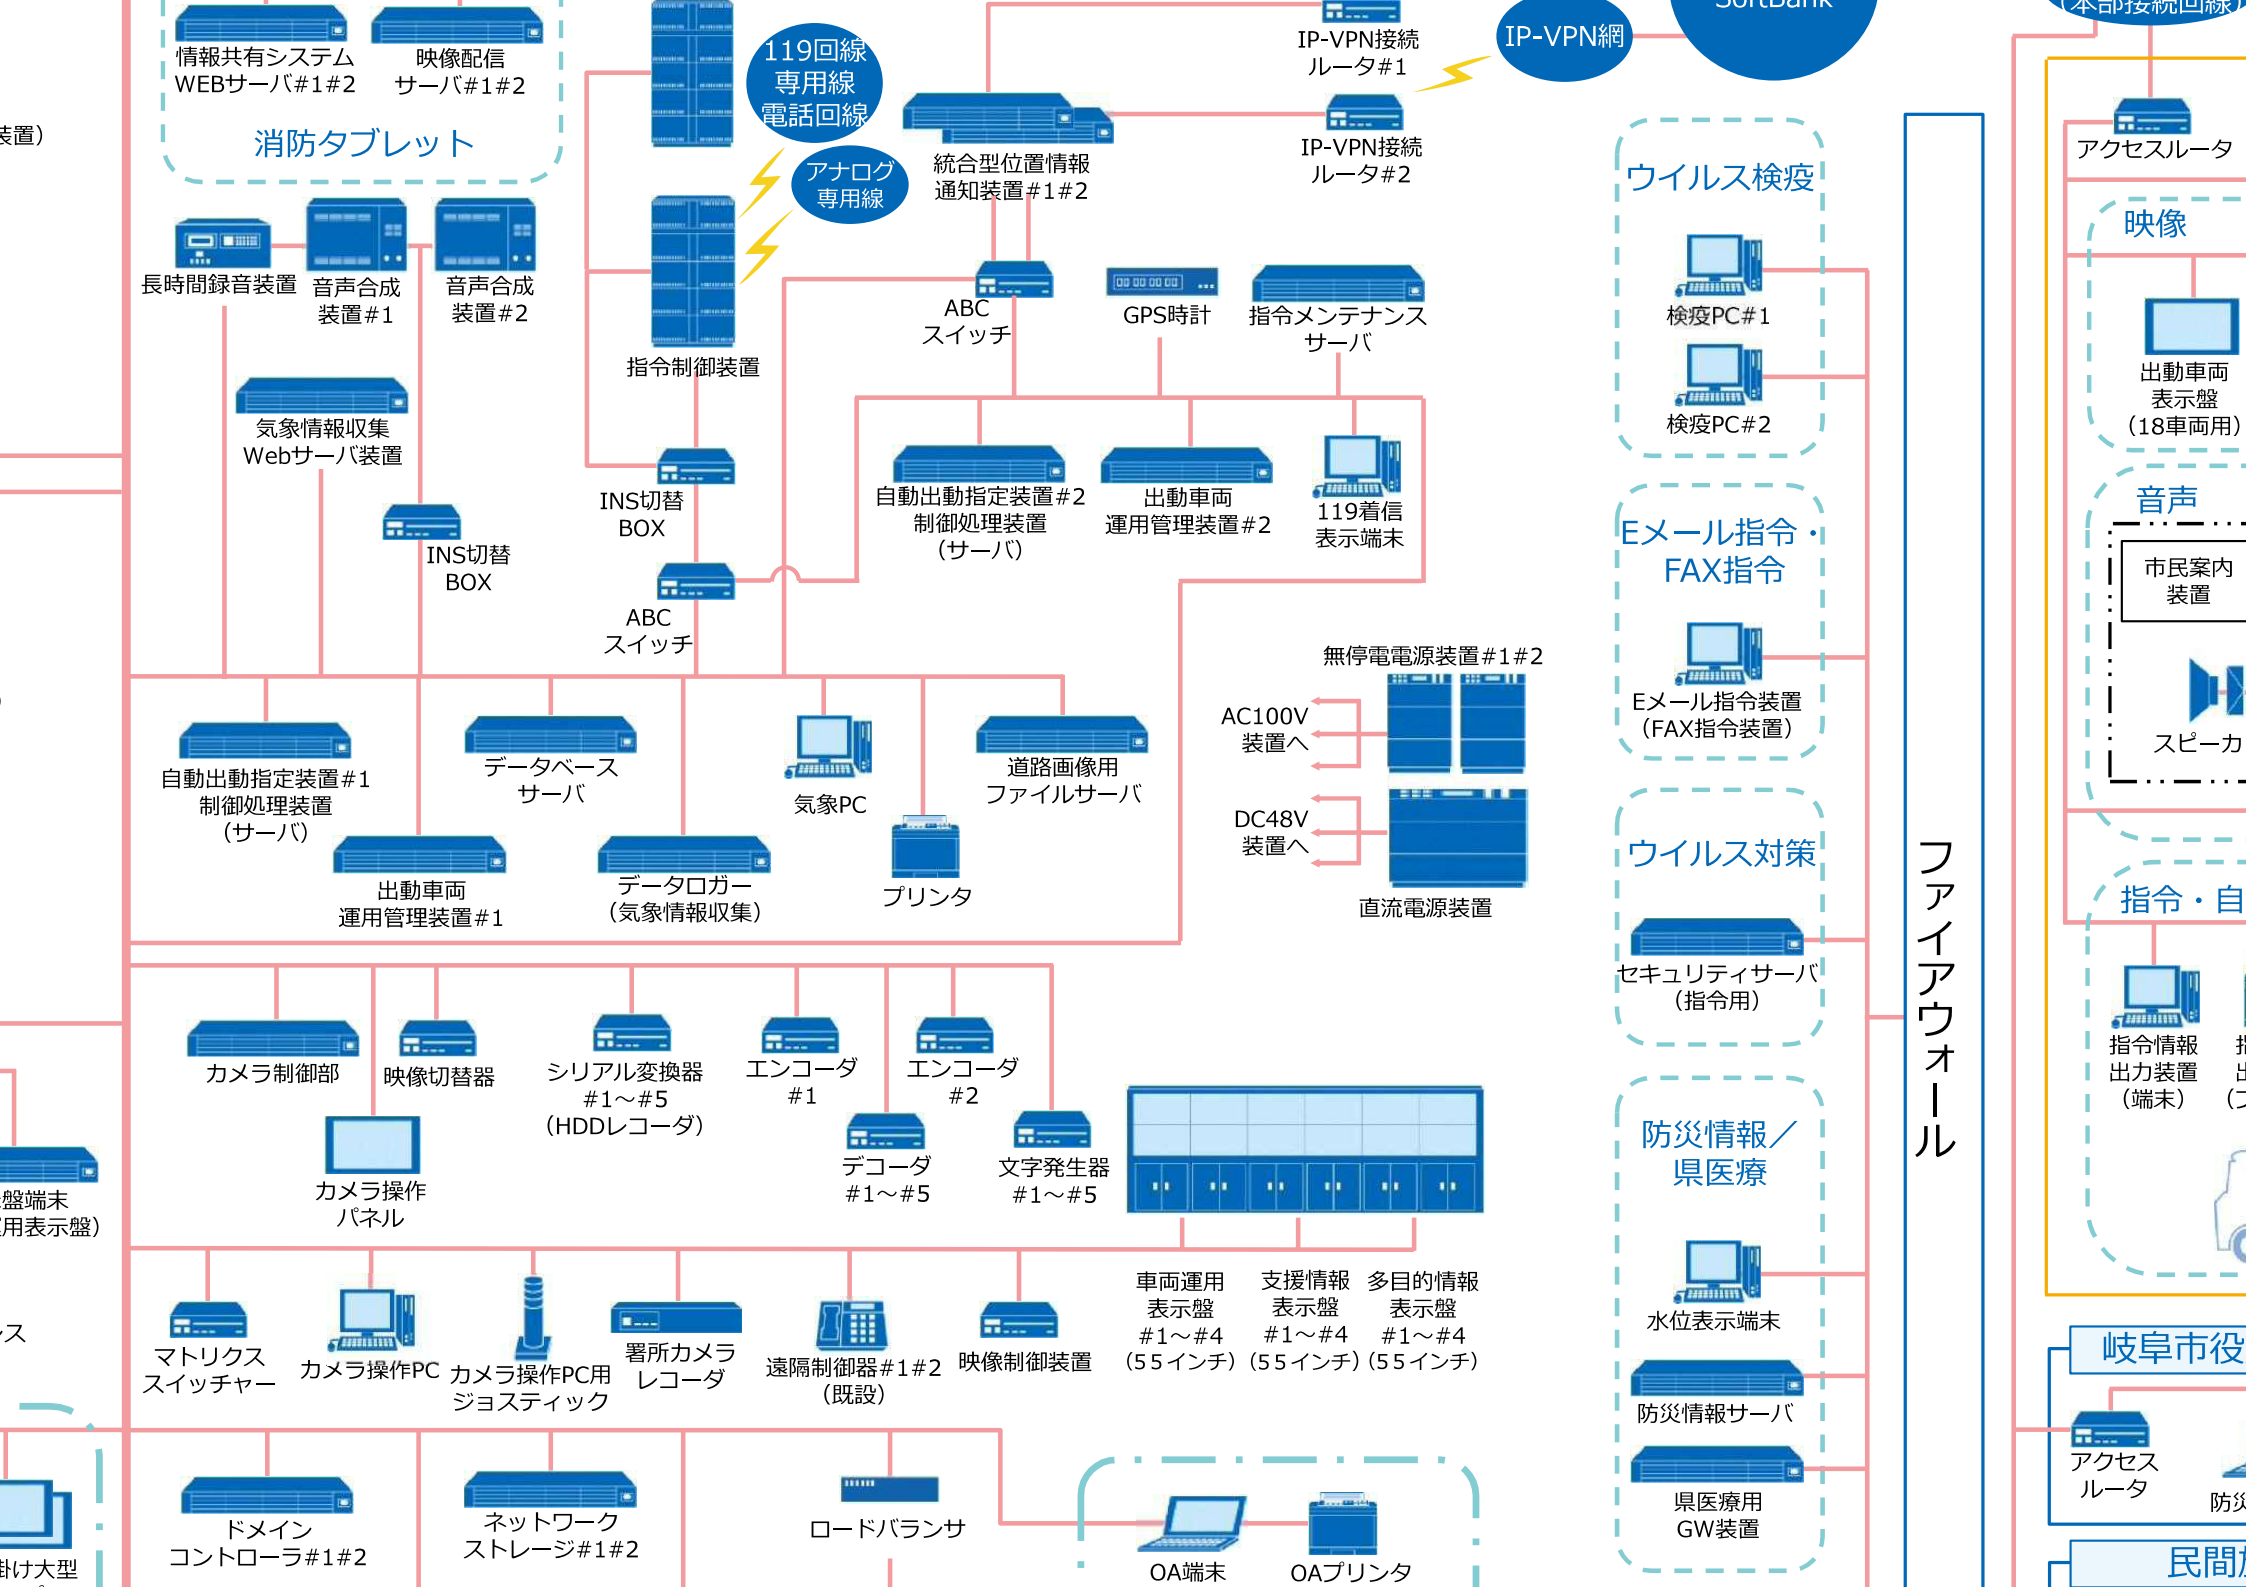 情報共有システム
WEBサーバ#1#2
映像配信
サーバ#1#2
消防タブレット
装置）
119回線
専用線
電話回線
アナログ
専用線
IP-VPN接続
ルータ#1
IP-VPN網
SoftBank
（本部接続回線）
IP-VPN接続
ルータ#2
統合型位置情報
通知装置#1#2
アクセスルータ
ウイルス検疫
検疫PC#1
検疫PC#2
映像
出動車両
表示盤
（18車両用）
長時間録音装置
音声合成
装置#1
音声合成
装置#2
指令制御装置
ABC
スイッチ
GPS時計
指令メンテナンス
サーバ
気象情報収集
Webサーバ装置
INS切替
BOX
INS切替
BOX
ABC
スイッチ
自動出動指定装置#2
制御処理装置
（サーバ）
出動車両
運用管理装置#2
119着信
表示端末
Eメール指令・
FAX指令
Eメール指令装置
（FAX指令装置）
音声
市民案内
装置
スピーカ
自動出動指定装置#1
制御処理装置
（サーバ）
出動車両
運用管理装置#1
データベース
サーバ
データロガー
（気象情報収集）
気象PC
プリンタ
道路画像用
ファイルサーバ
無停電電源装置#1#2
AC100V
装置へ
DC48V
装置へ
直流電源装置
ウイルス対策
セキュリティサーバ
（指令用）
ファイアウォール
指令・自
指令情報
出力装置
（端末）
カメラ制御部
カメラ操作
パネル
映像切替器
シリアル変換器
#1～#5
（HDDレコーダ）
エンコーダ
#1
デコーダ
#1～#5
エンコーダ
#2
文字発生器
#1～#5
防災情報／
県医療
水位表示端末
防災情報サーバ
県医療用
GW装置
盤端末
用表示盤）
マトリクス
スイッチャー
カメラ操作PC
カメラ操作PC用
ジョスティック
署所カメラ
レコーダ
遠隔制御器#1#2
（既設）
映像制御装置
車両運用
表示盤
#1～#4
（55インチ）
支援情報
表示盤
#1～#4
（55インチ）
多目的情報
表示盤
#1～#4
（55インチ）
岐阜市役
アクセス
ルータ
防災
民間
ドメイン
コントローラ#1#2
ネットワーク
ストレージ#1#2
ロードバランサ
OA端末
OAプリンタ
掛け大型